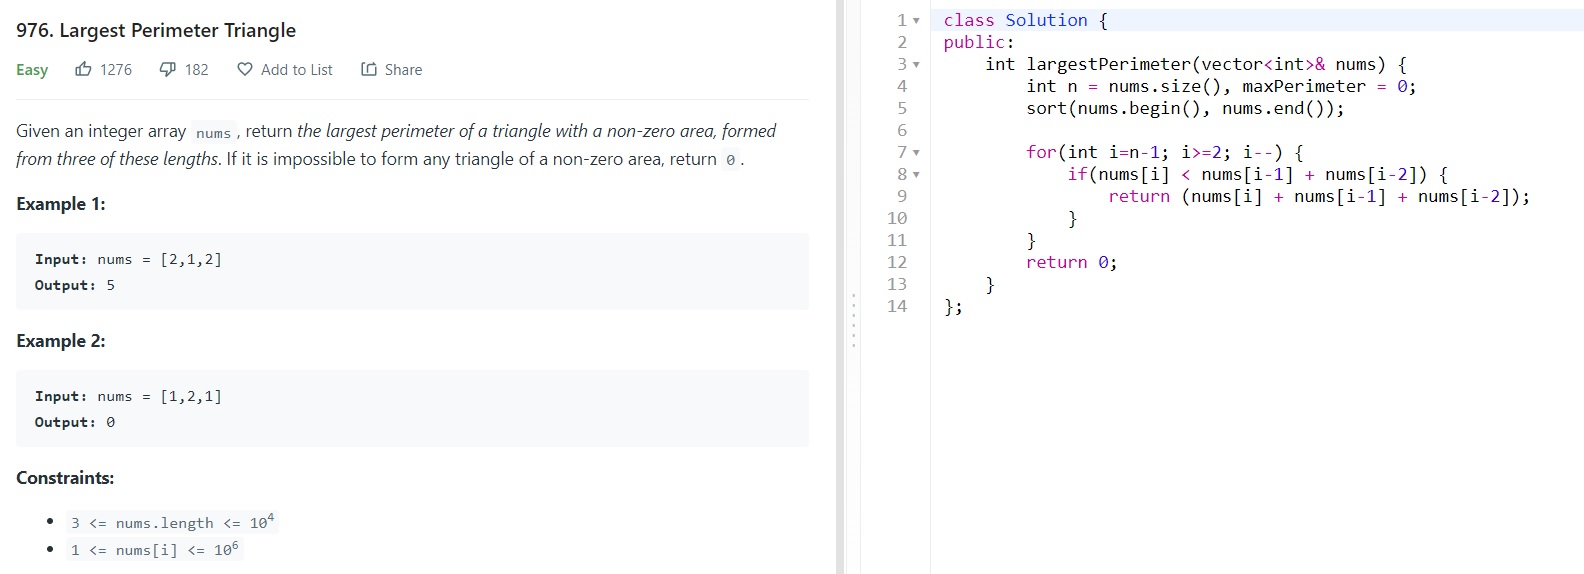 976. Largest Perimeter Triangle
Easy 1276 182 Add to List Share
Given an integer array nums , return the largest perimeter of a triangle with a non-zero area, formed
from three of these lengths. If it is impossible to form any triangle of a non-zero area, return 0 .
Example 1:
Input: nums = [2,1,2]
Output: 5
Example 2:
Input: nums = [1,2,1]
Output: 0
Constraints:
• 3 <= nums.length <= 10⁴
• 1 <= nums[i] <= 10⁶
1 class Solution {
2 public:
3     int largestPerimeter(vector<int>& nums) {
4         int n = nums.size(), maxPerimeter = 0;
5         sort(nums.begin(), nums.end());
6
7         for(int i=n-1; i>=2; i--) {
8             if(nums[i] < nums[i-1] + nums[i-2]) {
9                 return (nums[i] + nums[i-1] + nums[i-2]);
10             }
11         }
12         return 0;
13     }
14 };